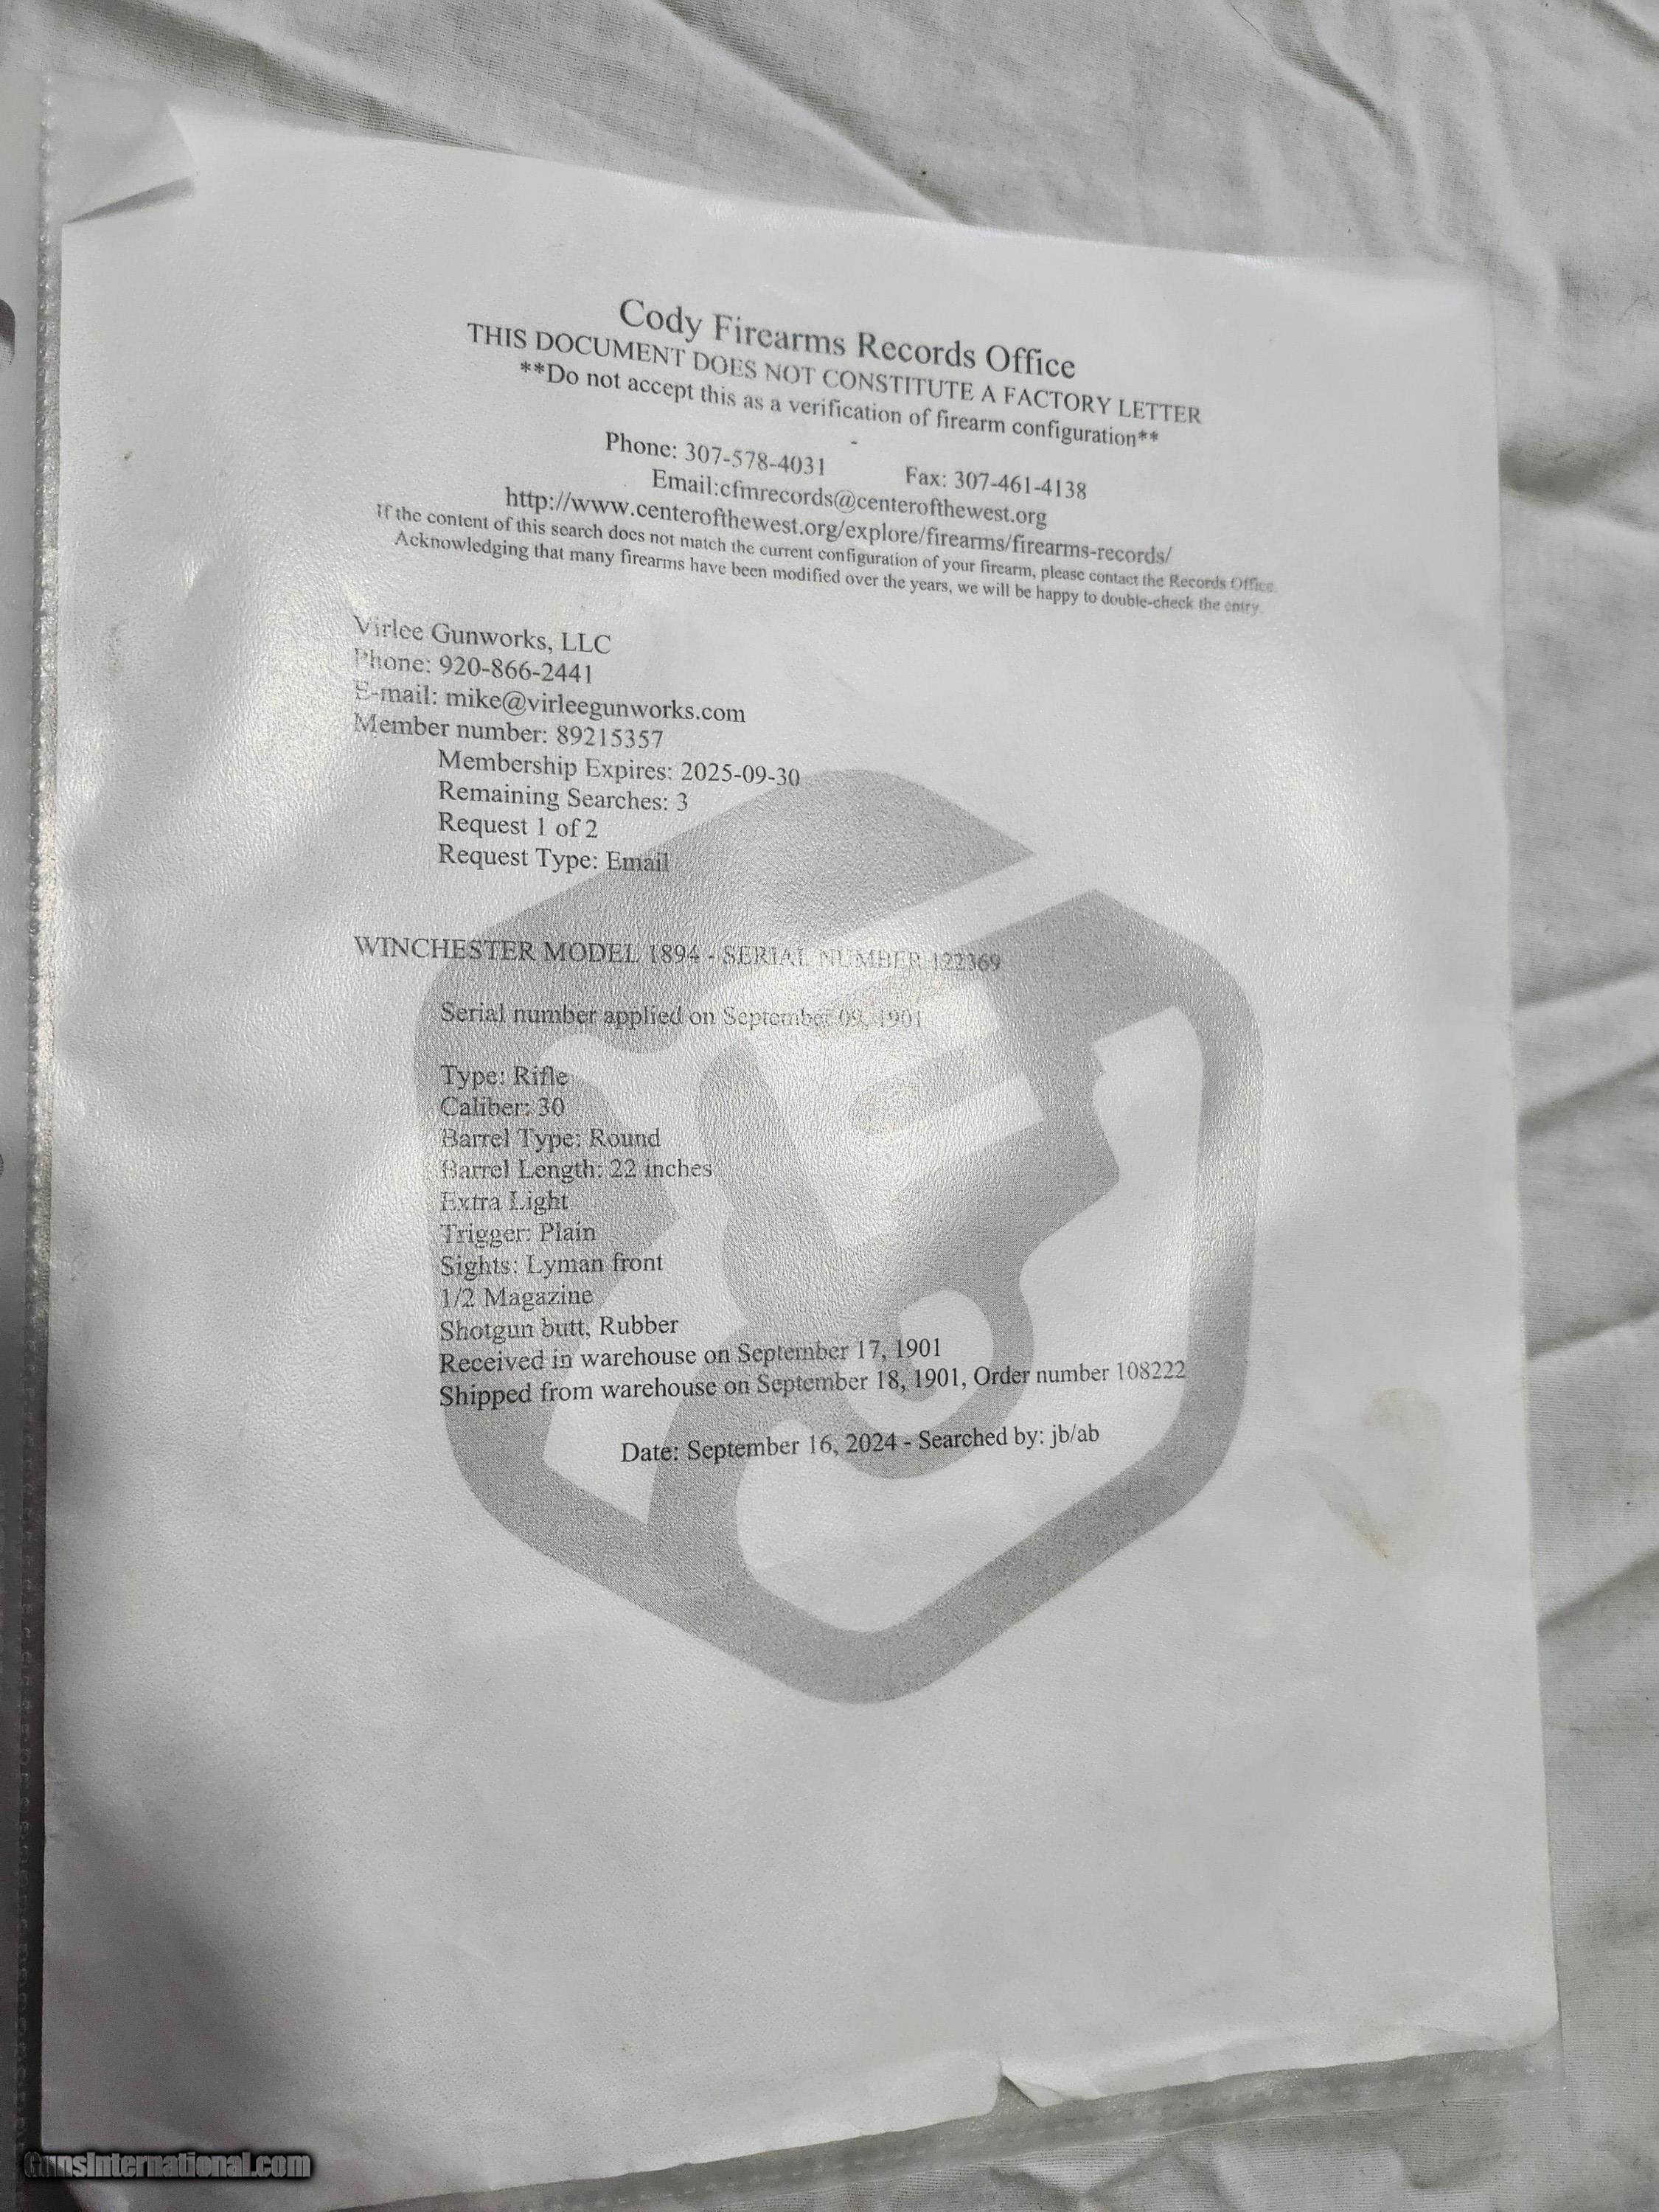 Cody Firearms Records Office
THIS DOCUMENT DOES NOT CONSTITUTE A FACTORY LETTER
**Do not accept this as a verification of firearm configuration**
-
Phone: 307-578-4031 Fax: 307-461-4138
Email:cfmrecords@centerofthewest.org
http://www.centerofthewest.org/explore/firearms/firearms-records/
If the content of this search does not match the current configuration of your firearm, please contact the Records Office.
Acknowledging that many firearms have been modified over the years, we will be happy to double-check the entry.
Virlee Gunworks, LLC
Phone: 920-866-2441
E-mail: mike@virleegunworks.com
Member number: 89215357
Membership Expires: 2025-09-30
Remaining Searches: 3
Request 1 of 2
Request Type: Email
WINCHESTER MODEL 1894 - SERIAL NUMBER 122369
Serial number applied on September 09, 1901
Type: Rifle
Caliber: 30
Barrel Type: Round
Barrel Length: 22 inches
Extra Light
Trigger: Plain
Sights: Lyman front
1/2 Magazine
Shotgun butt, Rubber
Received in warehouse on September 17, 1901
Shipped from warehouse on September 18, 1901, Order number 108222
Date: September 16, 2024 - Searched by: jb/ab
GunsInternational.com